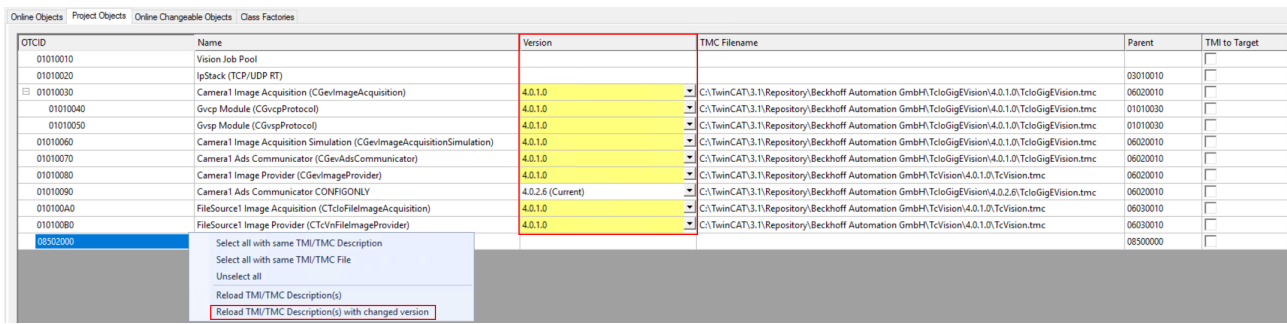 Online Objects Project Objects Online Changeable Objects Class Factories
OTCID Name Version TMC Filename Parent TMI to Target
01010010 Vision Job Pool
01010020 IpStack (TCP/UDP RT) 03010010
01010030 Camera1 Image Acquisition (CGevImageAcquisition) 4.0.1.0 C:\TwinCAT\3.1\Repository\Beckhoff Automation GmbH\TcIoGigEVision\4.0.1.0\TcIoGigEVision.tmc 06020010
01010040 Gvcp Module (CGvcpProtocol) 4.0.1.0 C:\TwinCAT\3.1\Repository\Beckhoff Automation GmbH\TcIoGigEVision\4.0.1.0\TcIoGigEVision.tmc 01010030
01010050 Gvsp Module (CGvspProtocol) 4.0.1.0 C:\TwinCAT\3.1\Repository\Beckhoff Automation GmbH\TcIoGigEVision\4.0.1.0\TcIoGigEVision.tmc 01010030
01010060 Camera1 Image Acquisition Simulation (CGevImageAcquisitionSimulation) 4.0.1.0 C:\TwinCAT\3.1\Repository\Beckhoff Automation GmbH\TcIoGigEVision\4.0.1.0\TcIoGigEVision.tmc 06020010
01010070 Camera1 Ads Communicator (CGevAdsCommunicator) 4.0.1.0 C:\TwinCAT\3.1\Repository\Beckhoff Automation GmbH\TcIoGigEVision\4.0.1.0\TcIoGigEVision.tmc 06020010
01010080 Camera1 Image Provider (CGevImageProvider) 4.0.1.0 C:\TwinCAT\3.1\Repository\Beckhoff Automation GmbH\TcVision\4.0.1.0\TcVision.tmc 06020010
01010090 Camera1 Ads Communicator CONFIGONLY 4.0.2.6 (Current) C:\TwinCAT\3.1\Repository\Beckhoff Automation GmbH\TcIoGigEVision\4.0.2.6\TcIoGigEVision.tmc 06020010
010100A0 FileSource1 Image Acquisition (CTcIoFileImageAcquisition) 4.0.1.0 C:\TwinCAT\3.1\Repository\Beckhoff Automation GmbH\TcVision\4.0.1.0\TcVision.tmc 06030010
010100B0 FileSource1 Image Provider (CTcVnFileImageProvider) 4.0.1.0 C:\TwinCAT\3.1\Repository\Beckhoff Automation GmbH\TcVision\4.0.1.0\TcVision.tmc 06030010
08502000 08500000
Select all with same TMI/TMC Description
Select all with same TMI/TMC File
Unselect all
Reload TMI/TMC Description(s)
Reload TMI/TMC Description(s) with changed version